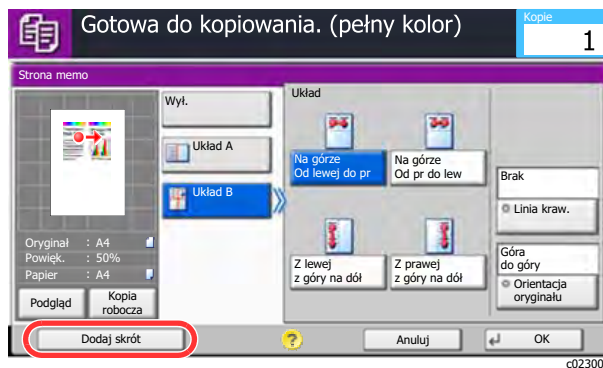 Gotowa do kopiowania. (pełny kolor)
Kopie
1
Strona memo
Oryginał : A4
Powięk. : 50%
Papier : A4
Podgląd
Kopia
robocza
Wył.
Układ A
Układ B
Układ
Na górze
Od lewej do pr
Na górze
Od pr do lew
Z lewej
z góry na dół
Z prawej
z góry na dół
Brak
Linia kraw.
Góra
do góry
Orientacja
oryginału
Dodaj skrót
?
Anuluj
OK
c02300